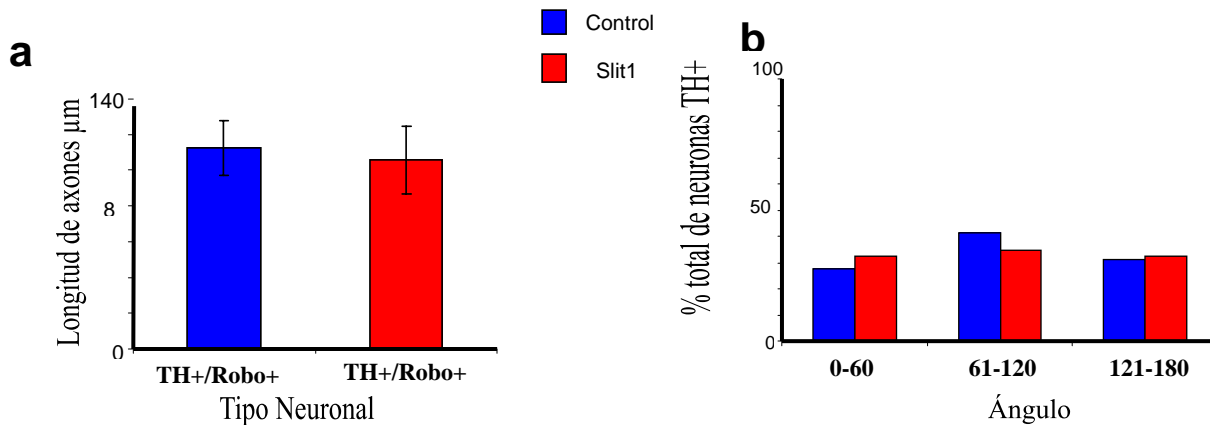 Control
Slit1
a
Longitud de axones µm
140
8
0
TH+/Robo+
TH+/Robo+
Tipo Neuronal
b
% total de neuronas TH+
100
50
0
0-60
61-120
121-180
Ángulo